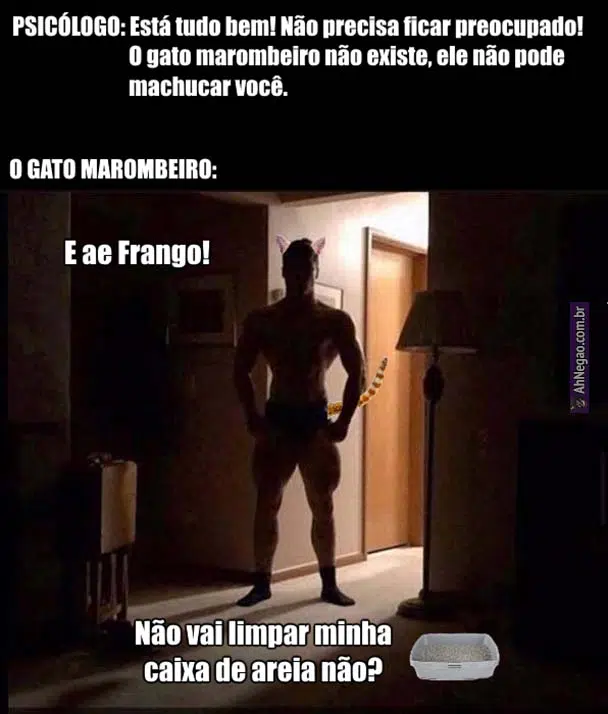 PSICÓLOGO: Está tudo bem! Não precisa ficar preocupado!
O gato marombeiro não existe, ele não pode
machucar você.
O GATO MAROMBEIRO:
E ae Frango!
AhNegao.com.br
Não vai limpar minha
caixa de areia não?